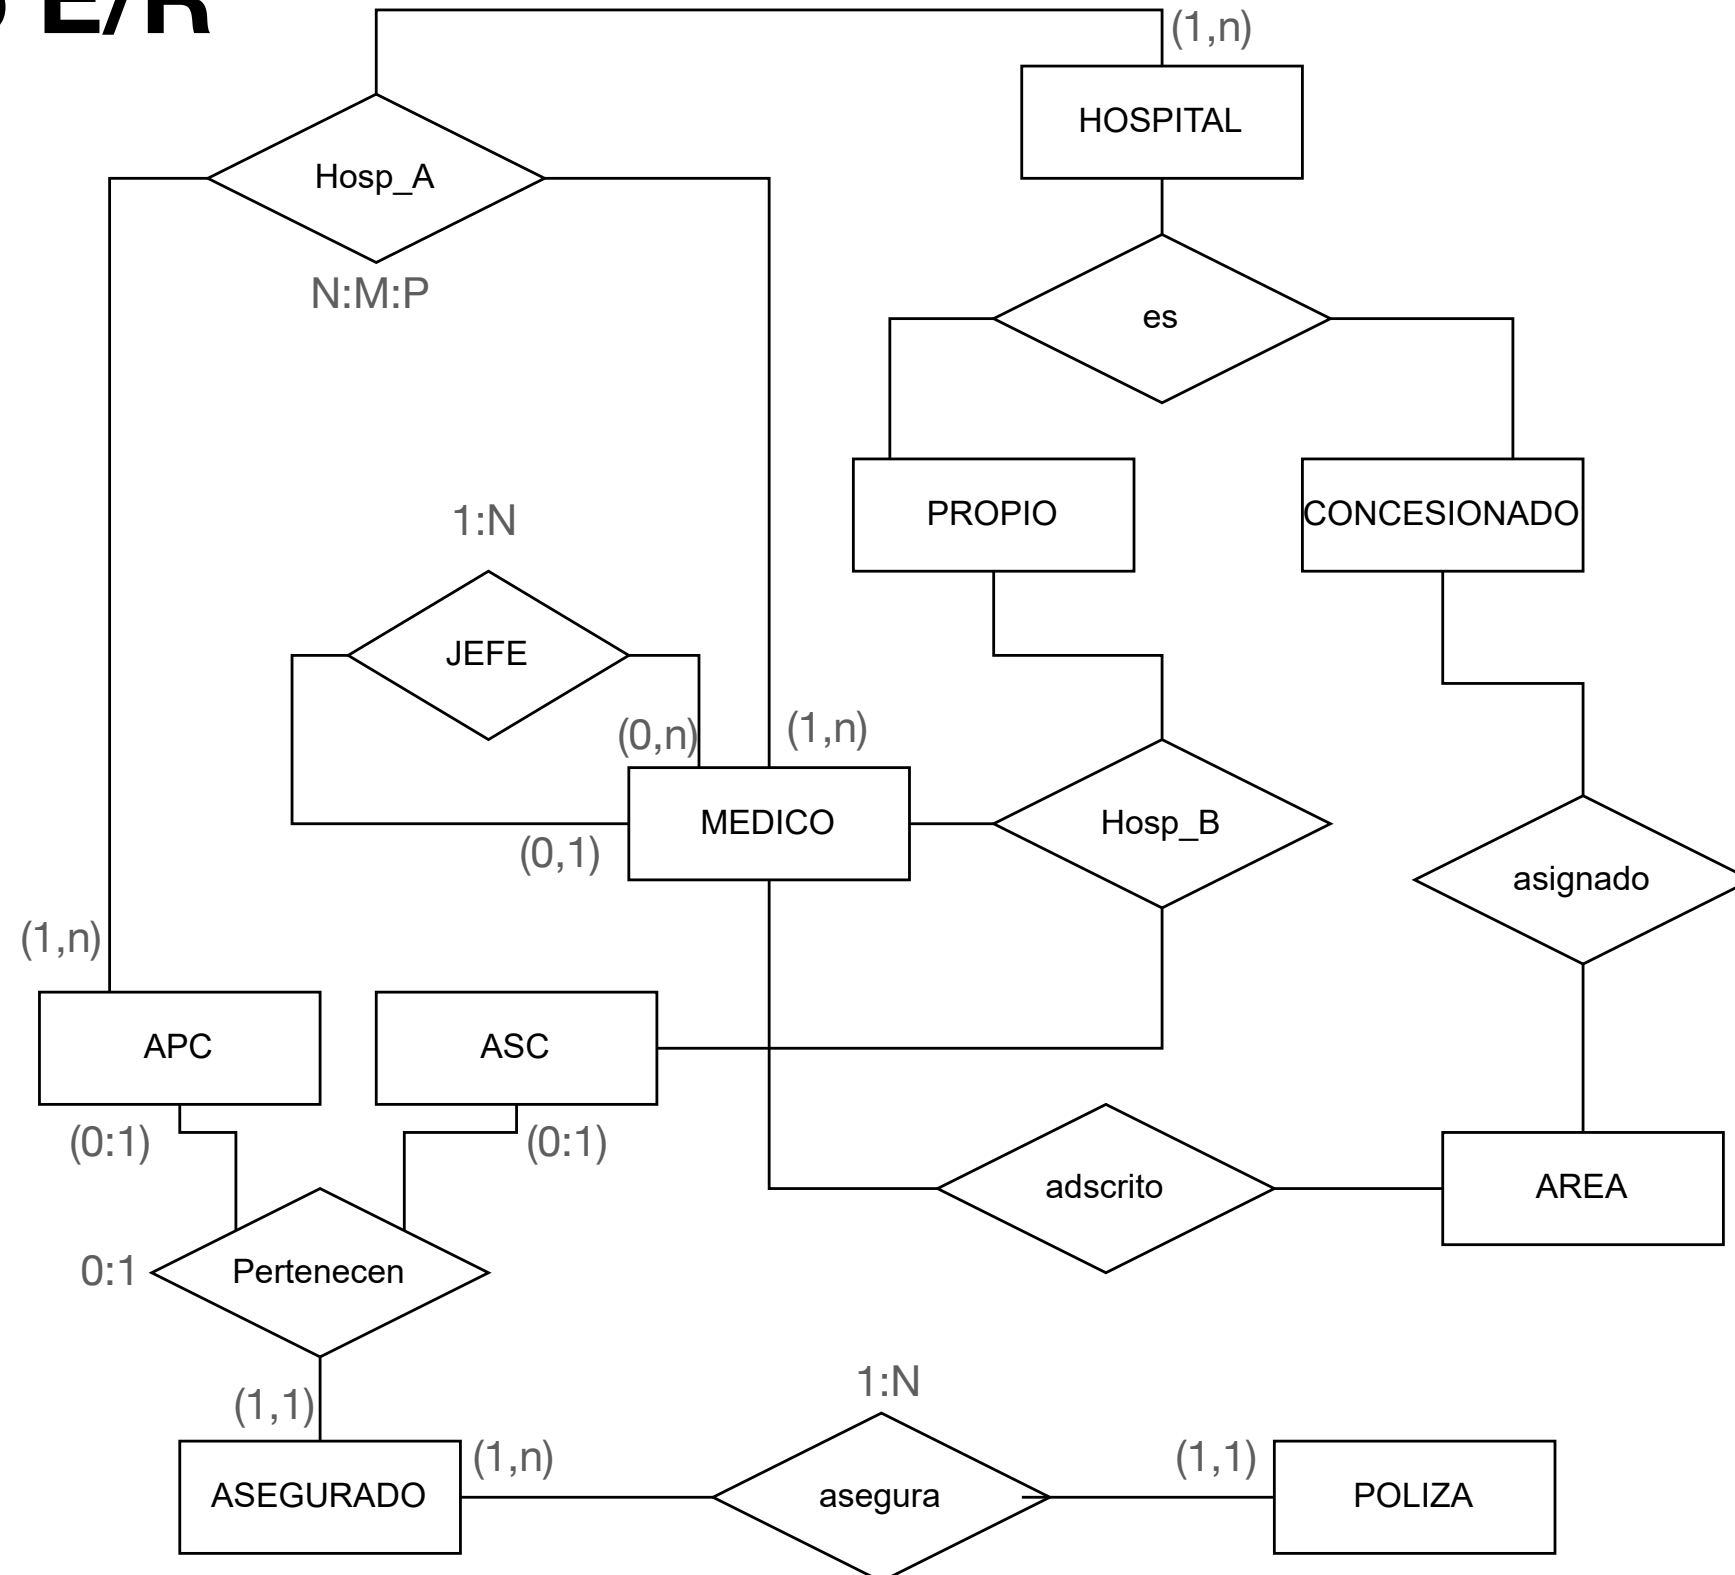 E/R
(1,n)
HOSPITAL
Hosp_A
N:M:P
es
PROPIO
CONCESIONADO
1:N
JEFE
(0,n)
(1,n)
MEDICO
Hosp_B
(0,1)
asignado
(1,n)
APC
ASC
(0:1)
(0:1)
adscrito
AREA
0:1
Pertenecen
1:N
(1,1)
(1,n)
(1,1)
ASEGURADO
asegura
POLIZA